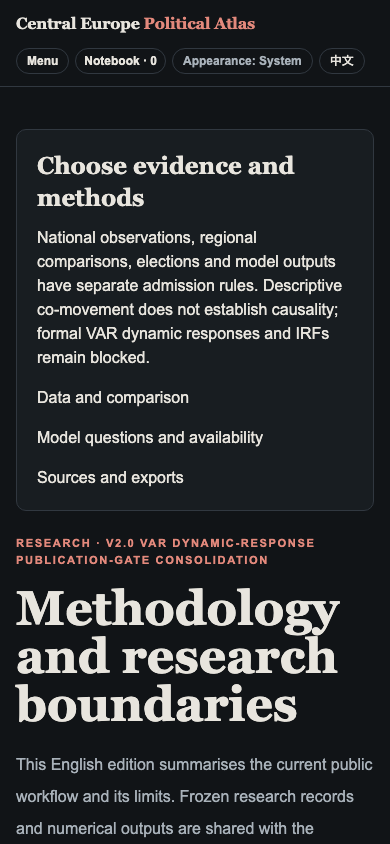 Central Europe Political Atlas
Menu
Notebook · 0
Appearance: System
中文
Choose evidence and
methods
National observations, regional
comparisons, elections and model outputs
have separate admission rules. Descriptive
co-movement does not establish causality;
formal VAR dynamic responses and IRFs
remain blocked.
Data and comparison
Model questions and availability
Sources and exports
RESEARCH · V2.0 VAR DYNAMIC-RESPONSE
PUBLICATION-GATE CONSOLIDATION
Methodology
and research
boundaries
This English edition summarises the current public
workflow and its limits. Frozen research records
and numerical outputs are shared with the